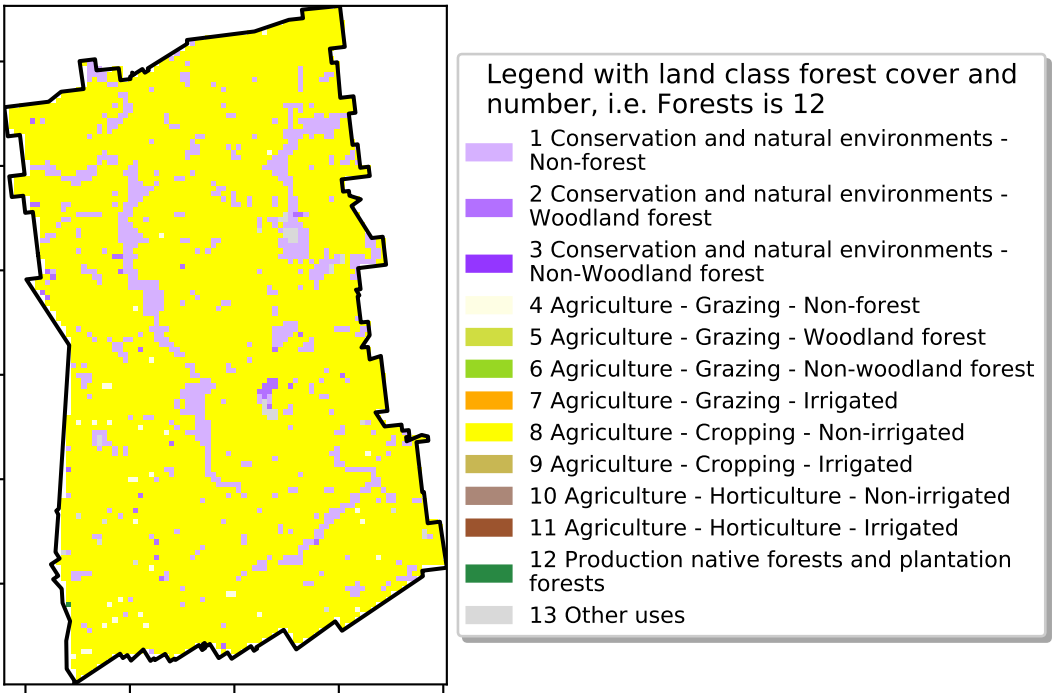 Legend with land class forest cover and
number, i.e. Forests is 12
1 Conservation and natural environments -
Non-forest
2 Conservation and natural environments -
Woodland forest
3 Conservation and natural environments -
Non-Woodland forest
4 Agriculture - Grazing - Non-forest
5 Agriculture - Grazing - Woodland forest
6 Agriculture - Grazing - Non-woodland forest
7 Agriculture - Grazing - Irrigated
8 Agriculture - Cropping - Non-irrigated
9 Agriculture - Cropping - Irrigated
10 Agriculture - Horticulture - Non-irrigated
11 Agriculture - Horticulture - Irrigated
12 Production native forests and plantation
forests
13 Other uses